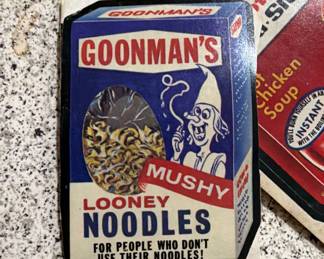 GOONMAN'S
GOONMAN'S
MUSHY
LOONEY
NOODLES
FOR PEOPLE WHO DON'T
USE THEIR NOODLES!
Chicken
Soup
INSTANT